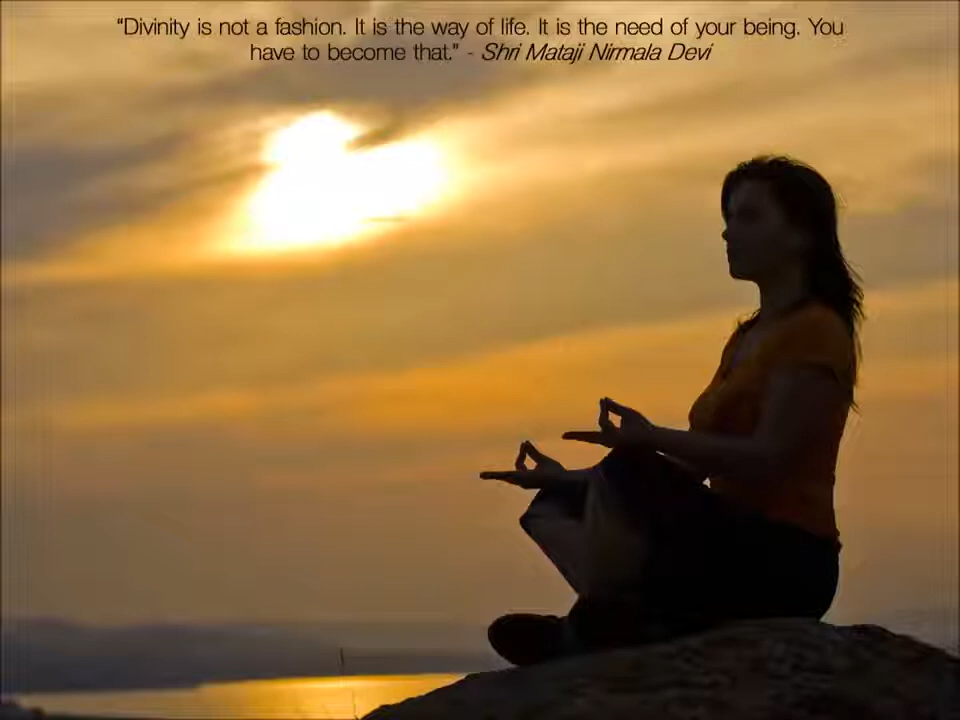 “Divinity is not a fashion. It is the way of life. It is the need of your being. You
have to become that.” - Shri Mataji Nirmala Devi